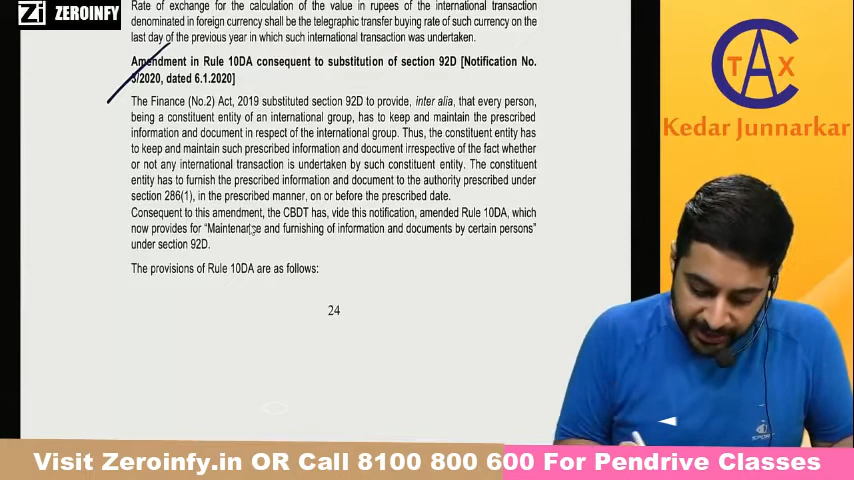 Zi ZEROINFY
Rate of exchange for the calculation of the value in rupees of the international transaction
denominated in foreign currency shall be the telegraphic transfer buying rate of such currency on the
last day of the previous year in which such international transaction was undertaken.
Amendment in Rule 10DA consequent to substitution of section 92D [Notification No.
3/2020, dated 6.1.2020]
The Finance (No.2) Act, 2019 substituted section 92D to provide, inter alia, that every person,
being a constituent entity of an international group, has to keep and maintain the prescribed
information and document in respect of the international group. Thus, the constituent entity has
to keep and maintain such prescribed information and document irrespective of the fact whether
or not any international transaction is undertaken by such constituent entity. The constituent
entity has to furnish the prescribed information and document to the authority prescribed under
section 286(1), in the prescribed manner, on or before the prescribed date.
Consequent to this amendment, the CBDT has, vide this notification, amended Rule 10DA, which
now provides for "Maintenance and furnishing of information and documents by certain persons"
under section 92D.
The provisions of Rule 10DA are as follows:
24
CA
TAX
Kedar Junnarkar
Visit Zeroinfy.in OR Call 8100 800 600 For Pendrive Classes